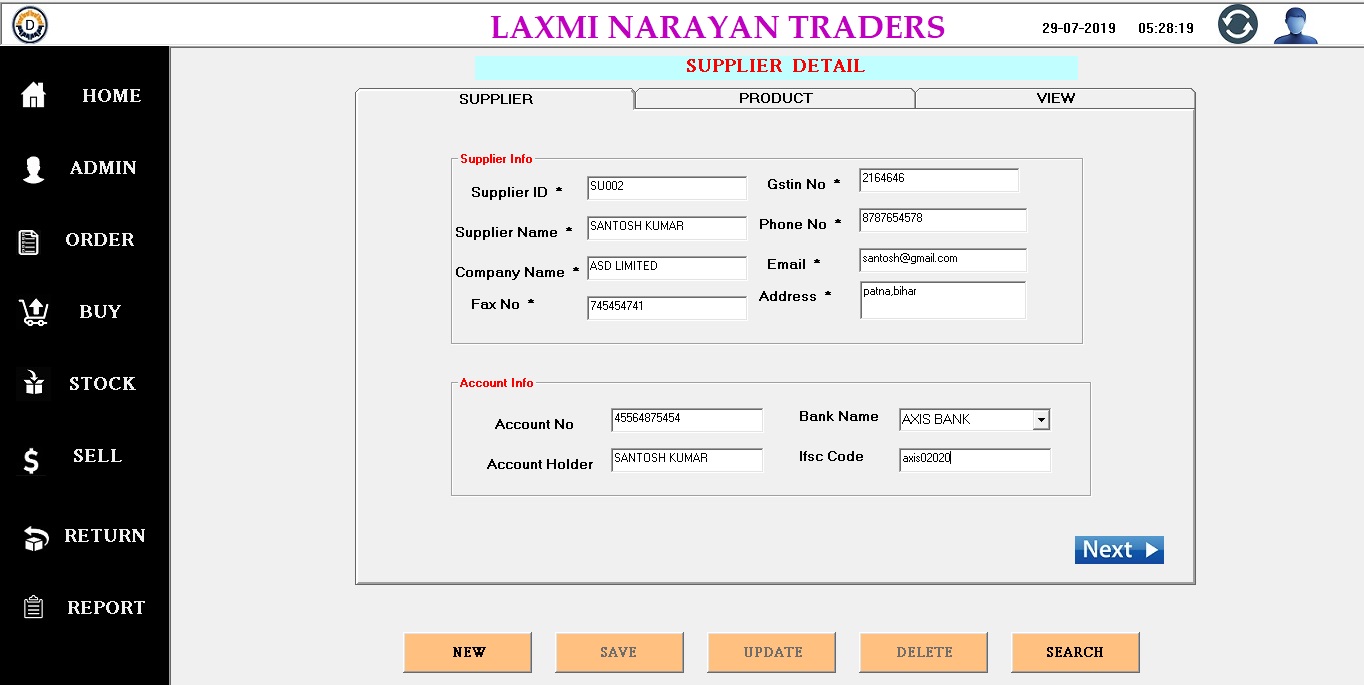 D
LAXMI NARAYAN TRADERS
29-07-2019 05:28:19
SUPPLIER DETAIL
HOME
ADMIN
ORDER
BUY
STOCK
$
SELL
RETURN
REPORT
SUPPLIER PRODUCT VIEW
Supplier Info
Supplier ID * SU002 Gstin No * 2164646
Supplier Name * SANTOSH KUMAR Phone No * 8787654578
Company Name * ASD LIMITED Email * santosh@gmail.com
Fax No * 745454741 Address * patna,bihar
Account Info
Account No 45564875454 Bank Name AXIS BANK
Account Holder SANTOSH KUMAR Ifsc Code axis02020
Next
NEW SAVE UPDATE DELETE SEARCH